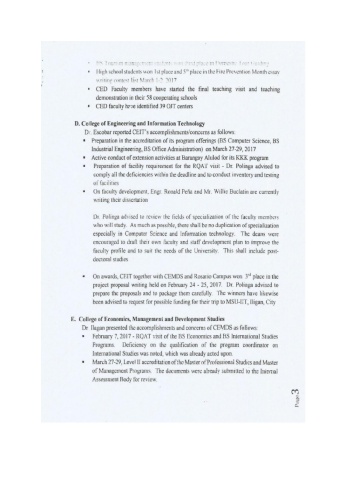 • High school students won 1st place and 5th place in the Fire Prevention Month essay
writing contest
• CED Faculty members have started the final teaching visit and teaching
demonstration in their 58 cooperating schools
• CED faculty have identified 39 OJT centers
D. College of Engineering and Information Technology
Dr. Escobar reported CEIT's accomplishments/concerns as follows
• Preparation in the accreditation of its program offerings (BS Computer Science, BS
Industrial Engineering, BS Office Administration) on March 27-29, 2017
• Active conduct of extension activities at Barangay Alulod for its KKK program
• Preparation of facility requirement for the RQAT visit - Dr. Polinga advised to
comply all the deficiencies within the deadline and to conduct inventory and testing
of facilities
• On faculty development, Engr. Ronald Peña and Mr. Willie Buclatin are currently
writing their dissertation
Dr. Polinga advised to review the fields of specialization of the faculty members
who will study. As much as possible, there shall be no duplication of specialization
especially in Computer Science and Information technology. The deans were
encouraged to draft their own faculty and staff development plan to improve the
faculty profile and to suit the needs of the University. This shall include post-
doctoral studies
• On awards, CEIT together with CEMDS and Rosario Campus won 3rd place in the
project proposal writing held on February 24 - 25, 2017. Dr. Polinga advised to
prepare the proposals and to package them carefully. The winners have likewise
been advised to request for possible funding for their trip to MSU-IIT, Iligan, City
E. College of Economics, Management and Development Studies
Dr. Ilagan presented the accomplishments and concerns of CEMDS as follows:
• February 7, 2017 - RQAT visit of the BS Economics and BS International Studies
Programs. Deficiency on the qualification of the program coordinator on
International Studies was noted, which was already acted upon.
• March 27-29, Level II accreditation of the Master of Professional Studies and Master
of Management Programs. The documents were already submitted to the Internal
Assessment Body for review.
Page 3